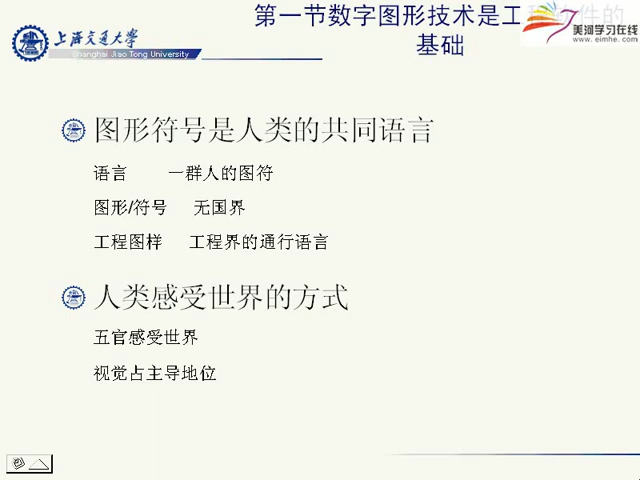 上海交通大学
Shanghai Jiao Tong University
第一节数字图形技术是工程软件的
基础
美河学习在线
www.eimhe.com
图形符号是人类的共同语言
语言 一群人的图符
图形/符号 无国界
工程图样 工程界的通行语言
人类感受世界的方式
五官感受世界
视觉占主导地位